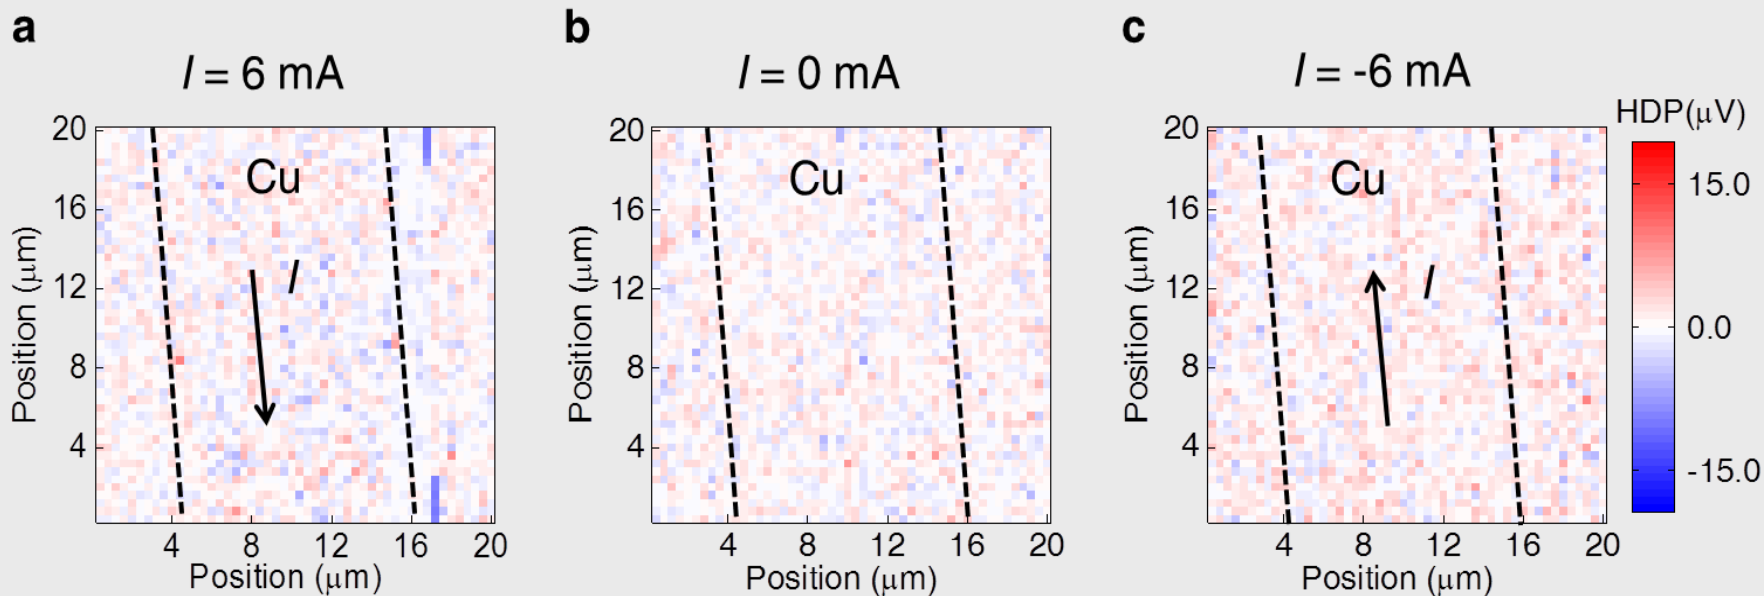 a
b
c
I = 6 mA
I = 0 mA
I = -6 mA
HDP(μV)
15.0
0.0
-15.0
Position (μm)
20
16
12
8
4
Cu
I
4 8 12 16 20
Position (μm)
Position (μm)
20
16
12
8
4
Cu
4 8 12 16 20
Position (μm)
Position (μm)
20
16
12
8
4
Cu
I
4 8 12 16 20
Position (μm)